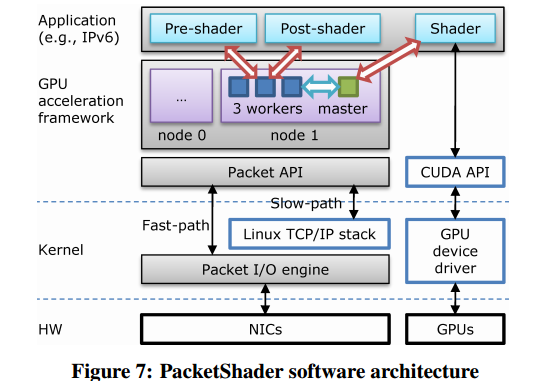 Application
(e.g., IPv6)
Pre-shader
Post-shader
Shader
GPU
acceleration
framework
...
3 workers
master
node 0
node 1
Packet API
CUDA API
Slow-path
Fast-path
Linux TCP/IP stack
Kernel
GPU
device
driver
Packet I/O engine
HW
NICs
GPUs
Figure 7: PacketShader software architecture